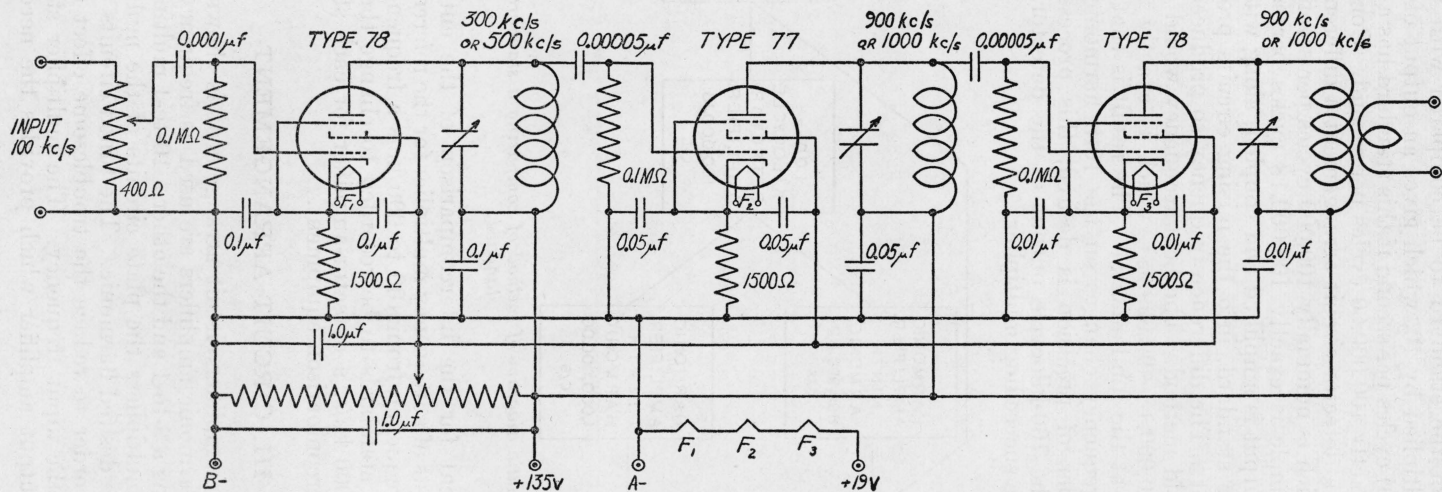 300 kc/s
OR 500 kc/s
900 kc/s
OR 1000 kc/s
900 kc/s
OR 1000 kc/s
0.0001μf
TYPE 78
0.00005μf
TYPE 77
0.00005μf
TYPE 78
INPUT
100 kc/s
0.1MΩ
400Ω
F1
0.1MΩ
F2
0.1MΩ
F3
0.1μf
0.1μf
0.1μf
0.05μf
0.05μf
0.05μf
0.01μf
0.01μf
0.01μf
1500Ω
1500Ω
1500Ω
1.0μf
1.0μf
F1
F2
F3
B-
+135V
A-
+19V